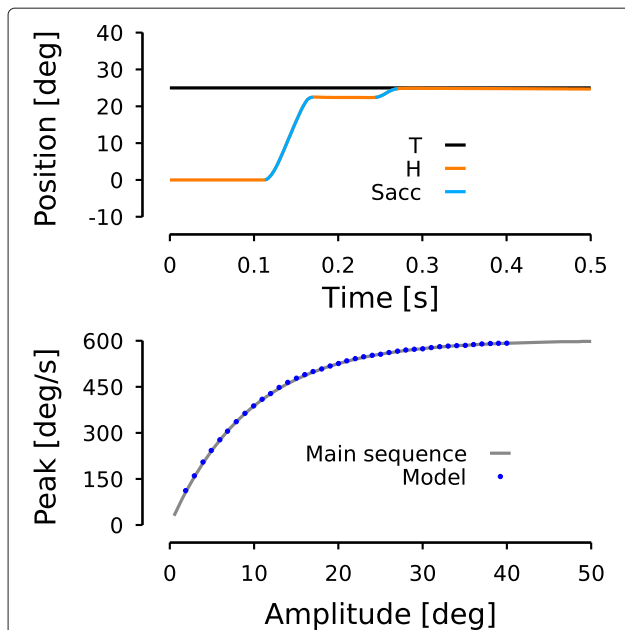 Position [deg]
40
30
20
10
0
-10
T
H
Sacc
0 0.1 0.2 0.3 0.4 0.5
Time [s]
Peak [deg/s]
600
450
300
150
0
Main sequence
Model
0 10 20 30 40 50
Amplitude [deg]